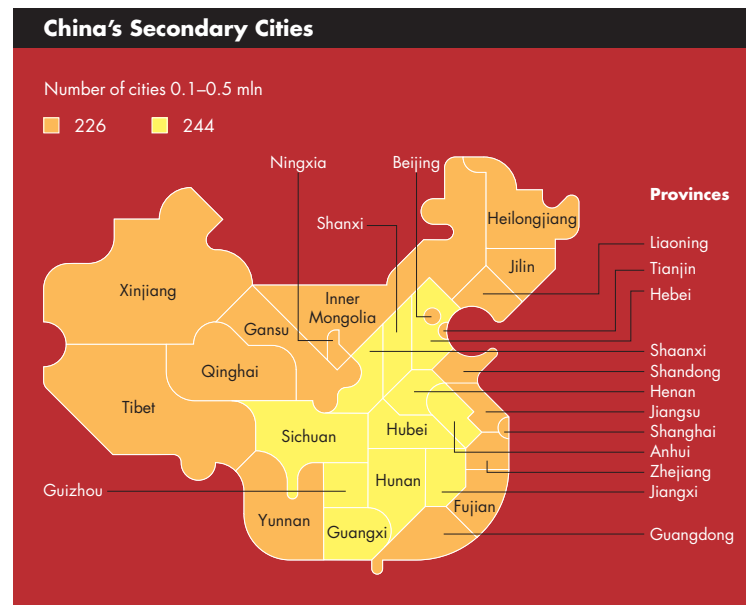 China’s Secondary Cities
Number of cities 0.1–0.5 mln
226 244
Ningxia
Beijing
Provinces
Shanxi
Heilongjiang
Liaoning
Jilin
Tianjin
Xinjiang
Inner
Mongolia
Hebei
Gansu
Shaanxi
Qinghai
Shandong
Henan
Tibet
Jiangsu
Sichuan
Hubei
Shanghai
Anhui
Zhejiang
Guizhou
Hunan
Jiangxi
Yunnan
Fujian
Guangxi
Guangdong